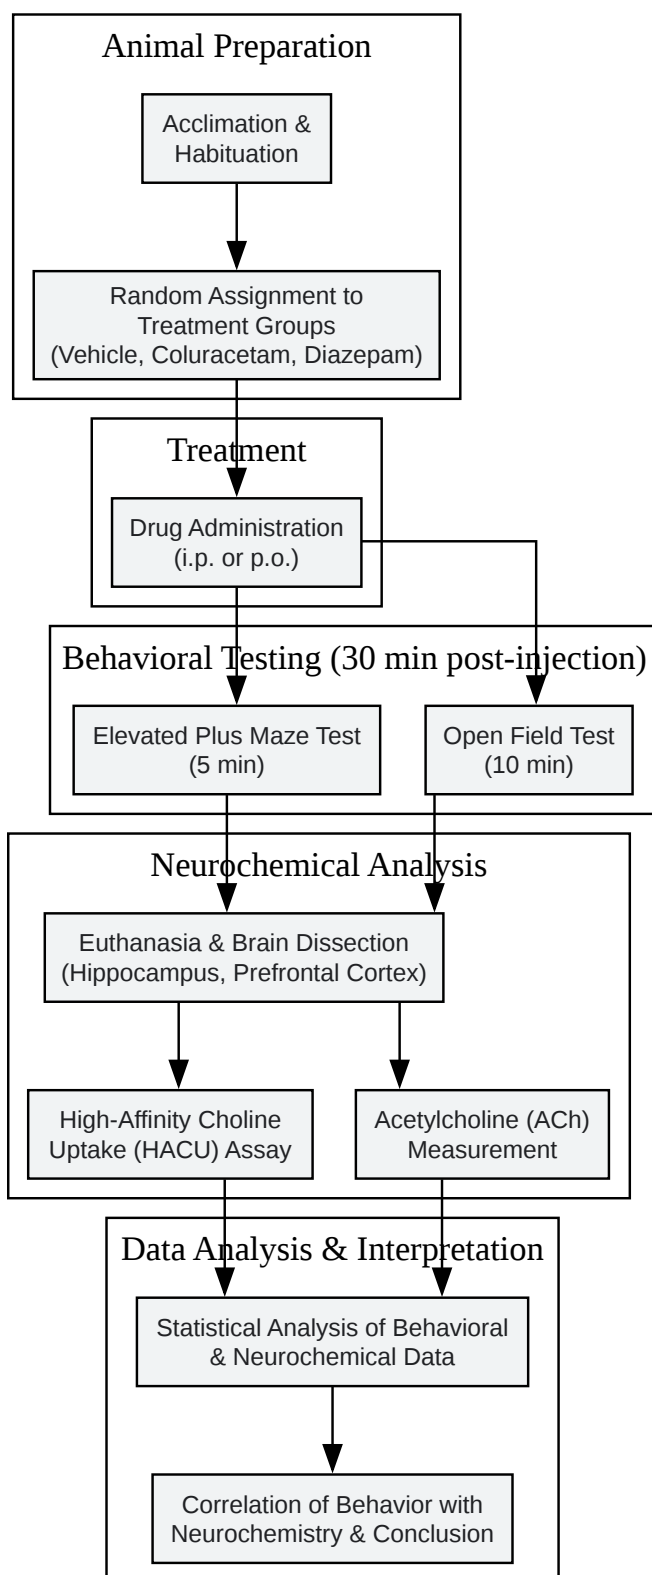 Animal Preparation
Acclimation &
Habituation
Random Assignment to
Treatment Groups
(Vehicle, Coluracetam, Diazepam)
Treatment
Drug Administration
(i.p. or p.o.)
Behavioral Testing (30 min post-injection)
Elevated Plus Maze Test
(5 min)
Open Field Test
(10 min)
Neurochemical Analysis
Euthanasia & Brain Dissection
(Hippocampus, Prefrontal Cortex)
High-Affinity Choline
Uptake (HACU) Assay
Acetylcholine (ACh)
Measurement
Data Analysis & Interpretation
Statistical Analysis of Behavioral
& Neurochemical Data
Correlation of Behavior with
Neurochemistry & Conclusion